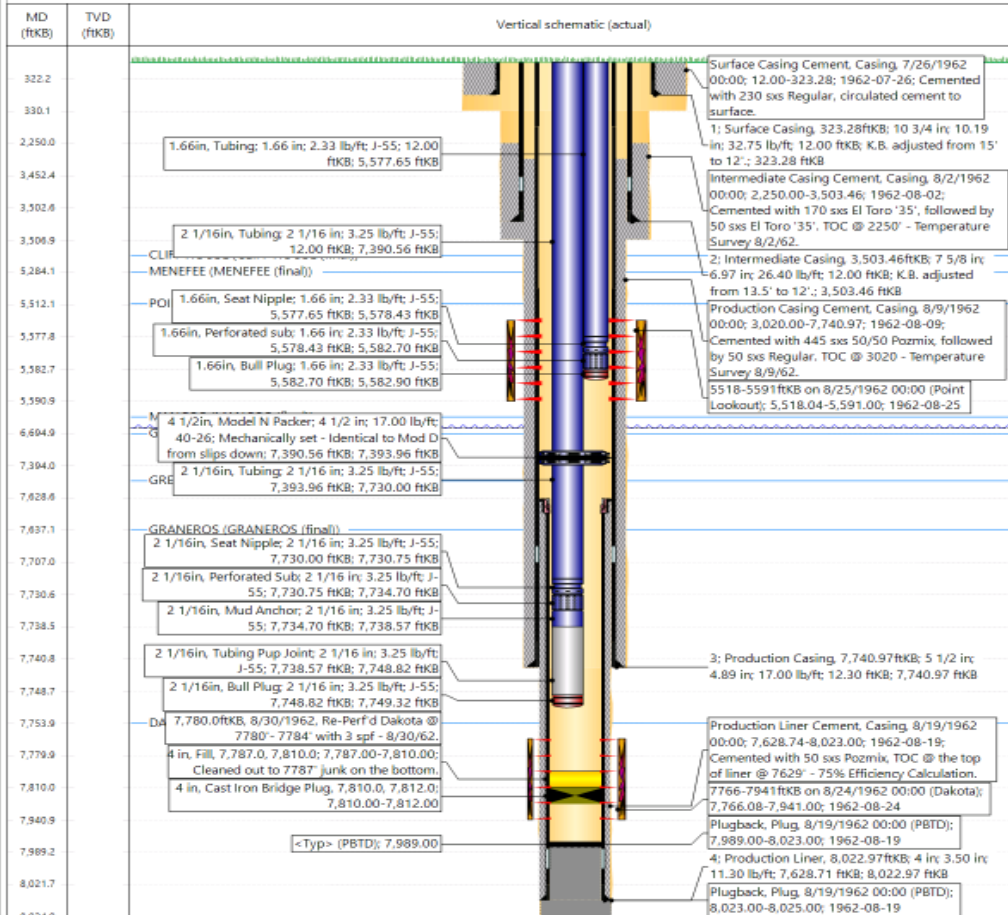 MD
(ftKB)
TVD
(ftKB)
Vertical schematic (actual)
322.2
330.1
2,250.0
3,452.4
3,502.6
3,506.9
5,284.1
5,512.1
5,577.8
5,582.7
5,590.9
6,694.9
7,394.0
7,628.6
7,637.1
7,707.0
7,730.6
7,738.5
7,740.8
7,748.7
7,753.9
7,779.9
7,810.0
7,940.9
7,989.2
8,021.7
1.66in, Tubing; 1.66 in; 2.33 lb/ft; J-55; 12.00
ftKB; 5,577.65 ftKB
2 1/16in, Tubing; 2 1/16 in; 3.25 lb/ft; J-55;
12.00 ftKB; 7,390.56 ftKB
MENEFEE (MENEFEE (final))
POI
1.66in, Seat Nipple; 1.66 in; 2.33 lb/ft; J-55;
5,577.65 ftKB; 5,578.43 ftKB
1.66in, Perforated sub; 1.66 in; 2.33 lb/ft; J-55;
5,578.43 ftKB; 5,582.70 ftKB
1.66in, Bull Plug; 1.66 in; 2.33 lb/ft; J-55;
5,582.70 ftKB; 5,582.90 ftKB
4 1/2in, Model N Packer; 4 1/2 in; 17.00 lb/ft;
40-26; Mechanically set - Identical to Mod D
from slips down; 7,390.56 ftKB; 7,393.96 ftKB
G
2 1/16in, Tubing; 2 1/16 in; 3.25 lb/ft; J-55;
7,393.96 ftKB; 7,730.00 ftKB
GRE
GRANEROS (GRANEROS (final))
2 1/16in, Seat Nipple; 2 1/16 in; 3.25 lb/ft; J-55;
7,730.00 ftKB; 7,730.75 ftKB
2 1/16in, Perforated Sub; 2 1/16 in; 3.25 lb/ft; J-
55; 7,730.75 ftKB; 7,734.70 ftKB
2 1/16in, Mud Anchor; 2 1/16 in; 3.25 lb/ft; J-
55; 7,734.70 ftKB; 7,738.57 ftKB
2 1/16in, Tubing Pup Joint; 2 1/16 in; 3.25 lb/ft;
J-55; 7,738.57 ftKB; 7,748.82 ftKB
2 1/16in, Bull Plug; 2 1/16 in; 3.25 lb/ft; J-55;
7,748.82 ftKB; 7,749.32 ftKB
DA
7,780.0ftKB, 8/30/1962, Re-Perf'd Dakota @
7780'- 7784' with 3 spf - 8/30/62.
4 in, Fill, 7,787.0, 7,810.0; 7,787.00-7,810.00;
Cleaned out to 7787' junk on the bottom.
4 in, Cast Iron Bridge Plug, 7,810.0, 7,812.0;
7,810.00-7,812.00
<Typ> (PBTD); 7,989.00
Surface Casing Cement, Casing, 7/26/1962
00:00; 12.00-323.28; 1962-07-26; Cemented
with 230 sxs Regular, circulated cement to
surface.
1; Surface Casing, 323.28ftKB; 10 3/4 in; 10.19
in; 32.75 lb/ft; 12.00 ftKB; K.B. adjusted from 15'
to 12'.; 323.28 ftKB
Intermediate Casing Cement, Casing, 8/2/1962
00:00; 2,250.00-3,503.46; 1962-08-02;
Cemented with 170 sxs El Toro '35', followed by
50 sxs El Toro '35'. TOC @ 2250' - Temperature
Survey 8/2/62.
2; Intermediate Casing, 3,503.46ftKB; 7 5/8 in;
6.97 in; 26.40 lb/ft; 12.00 ftKB; K.B. adjusted
from 13.5' to 12'.; 3,503.46 ftKB
Production Casing Cement, Casing, 8/9/1962
00:00; 3,020.00-7,740.97; 1962-08-09;
Cemented with 445 sxs 50/50 Pozmix, followed
by 50 sxs Regular. TOC @ 3020 - Temperature
Survey 8/9/62.
5518-5591ftKB on 8/25/1962 00:00 (Point
Lookout); 5,518.04-5,591.00; 1962-08-25
3; Production Casing, 7,740.97ftKB; 5 1/2 in;
4.89 in; 17.00 lb/ft; 12.30 ftKB; 7,740.97 ftKB
Production Liner Cement, Casing, 8/19/1962
00:00; 7,628.74-8,023.00; 1962-08-19;
Cemented with 50 sxs Pozmix, TOC @ the top
of liner @ 7629' - 75% Efficiency Calculation.
7766-7941ftKB on 8/24/1962 00:00 (Dakota);
7,766.08-7,941.00; 1962-08-24
Plugback, Plug, 8/19/1962 00:00 (PBTD);
7,989.00-8,023.00; 1962-08-19
4; Production Liner, 8,022.97ftKB; 4 in; 3.50 in;
11.30 lb/ft; 7,628.71 ftKB; 8,022.97 ftKB
Plugback, Plug, 8/19/1962 00:00 (PBTD);
8,023.00-8,025.00; 1962-08-19